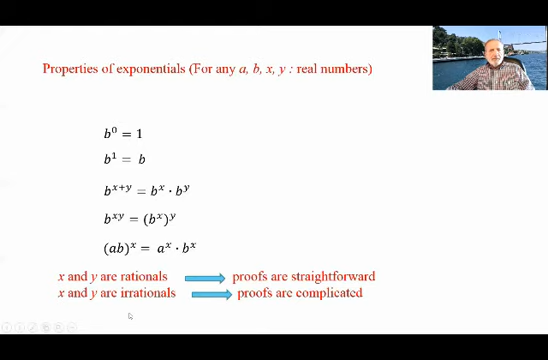 Properties of exponentials (For any a, b, x, y : real numbers)
b⁰ = 1
b¹ = b
bˣ⁺ʸ = bˣ · bʸ
bˣʸ = (bˣ)ʸ
(ab)ˣ = aˣ · bˣ
x and y are rationals proofs are straightforward
x and y are irrationals proofs are complicated